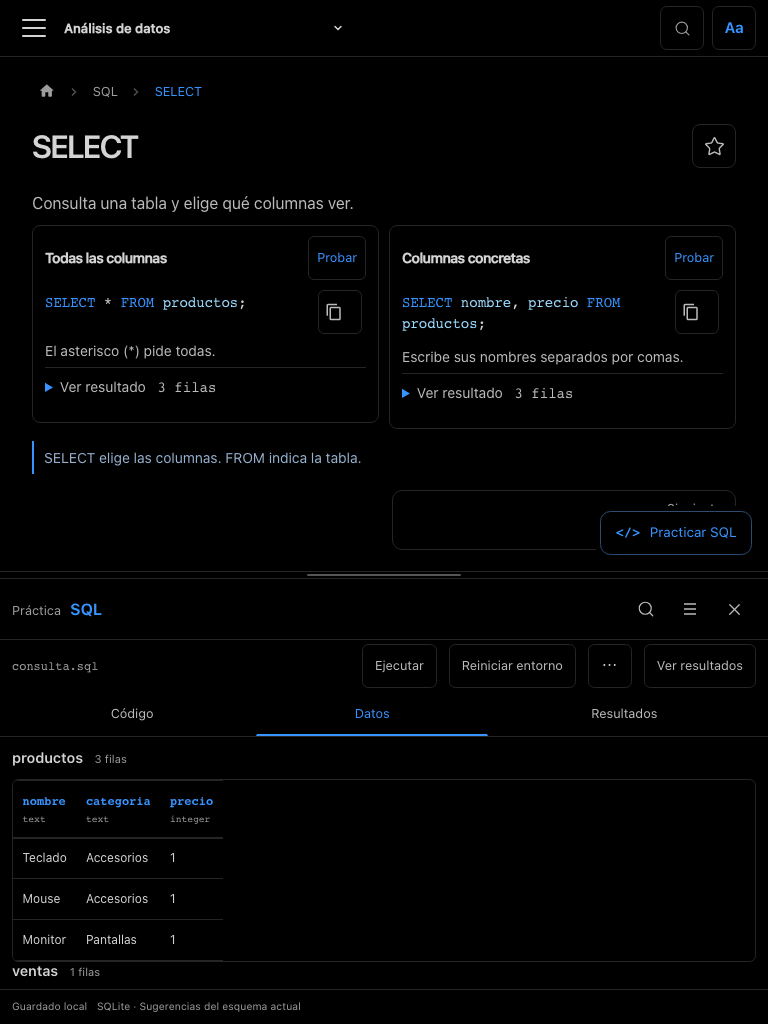 Análisis de datos
Aa
SQL
SELECT
SELECT
Consulta una tabla y elige qué columnas ver.
Todas las columnas
Probar
SELECT * FROM productos;
El asterisco (*) pide todas.
Ver resultado 3 filas
Columnas concretas
Probar
SELECT nombre, precio FROM
productos;
Escribe sus nombres separados por comas.
Ver resultado 3 filas
SELECT elige las columnas. FROM indica la tabla.
</> Practicar SQL
Práctica SQL
consulta.sql
Ejecutar
Reiniciar entorno
...
Ver resultados
Código
Datos
Resultados
productos 3 filas
nombre categoria precio
text text integer
Teclado Accesorios 1
Mouse Accesorios 1
Monitor Pantallas 1
ventas 1 filas
Guardado local SQLite · Sugerencias del esquema actual